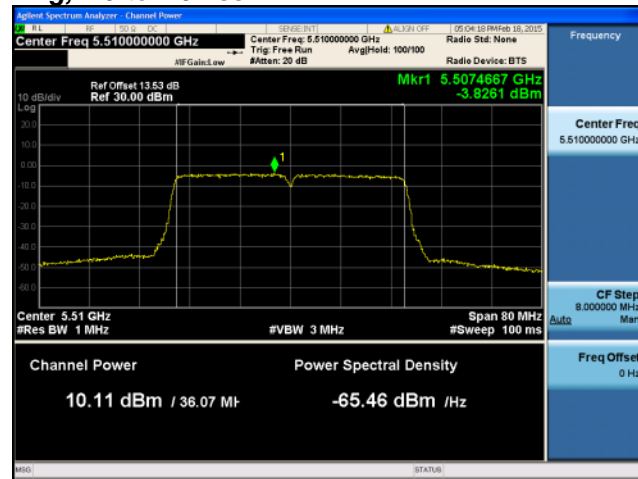 Agilent Spectrum Analyzer - Channel Power
RL RF 50 Ω DC SENSE:INT ALIGN OFF 05:04:18 PM Feb 18, 2015
Center Freq 5.510000000 GHz
Center Freq: 5.510000000 GHz
Radio Std: None
Trig: Free Run Avg|Hold: 100/100
#IFGain:Low #Atten: 20 dB Radio Device: BTS
Frequency
Mkr1 5.5074667 GHz
-3.8261 dBm
Ref Offset 13.53 dB
10 dB/div Ref 30.00 dBm
Log
20.0
10.0
0.00
-10.0
-20.0
-30.0
-40.0
-50.0
-60.0
1
Center Freq
5.510000000 GHz
Center 5.51 GHz Span 80 MHz
#Res BW 1 MHz #VBW 3 MHz #Sweep 100 ms
CF Step
8.000000 MHz
Auto Man
Channel Power Power Spectral Density
10.11 dBm / 36.07 MH -65.46 dBm /Hz
Freq Offset
0 Hz
MSG STATUS